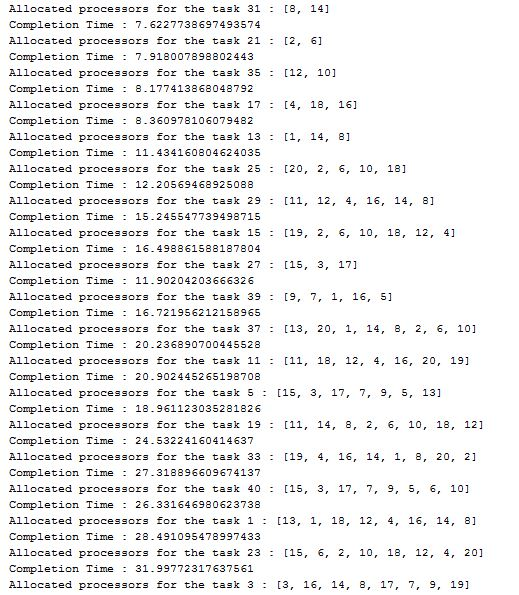 Allocated processors for the task 31 : [8, 14]
Completion Time : 7.6227738697493574
Allocated processors for the task 21 : [2, 6]
Completion Time : 7.918007898802443
Allocated processors for the task 35 : [12, 10]
Completion Time : 8.177413868048792
Allocated processors for the task 17 : [4, 18, 16]
Completion Time : 8.360978106079482
Allocated processors for the task 13 : [1, 14, 8]
Completion Time : 11.434160804624035
Allocated processors for the task 25 : [20, 2, 6, 10, 18]
Completion Time : 12.20569468925088
Allocated processors for the task 29 : [11, 12, 4, 16, 14, 8]
Completion Time : 15.245547739498715
Allocated processors for the task 15 : [19, 2, 6, 10, 18, 12, 4]
Completion Time : 16.498861588187804
Allocated processors for the task 27 : [15, 3, 17]
Completion Time : 11.90204203666326
Allocated processors for the task 39 : [9, 7, 1, 16, 5]
Completion Time : 16.721956212158965
Allocated processors for the task 37 : [13, 20, 1, 14, 8, 2, 6, 10]
Completion Time : 20.236890700445528
Allocated processors for the task 11 : [11, 18, 12, 4, 16, 20, 19]
Completion Time : 20.902445265198708
Allocated processors for the task 5 : [15, 3, 17, 7, 9, 5, 13]
Completion Time : 18.961123035281826
Allocated processors for the task 19 : [11, 14, 8, 2, 6, 10, 18, 12]
Completion Time : 24.53224160414637
Allocated processors for the task 33 : [19, 4, 16, 14, 1, 8, 20, 2]
Completion Time : 27.318896609674137
Allocated processors for the task 40 : [15, 3, 17, 7, 9, 5, 6, 10]
Completion Time : 26.331646980623738
Allocated processors for the task 1 : [13, 1, 18, 12, 4, 16, 14, 8]
Completion Time : 28.491095478997433
Allocated processors for the task 23 : [15, 6, 2, 10, 18, 12, 4, 20]
Completion Time : 31.99772317637561
Allocated processors for the task 3 : [3, 16, 14, 8, 17, 7, 9, 19]